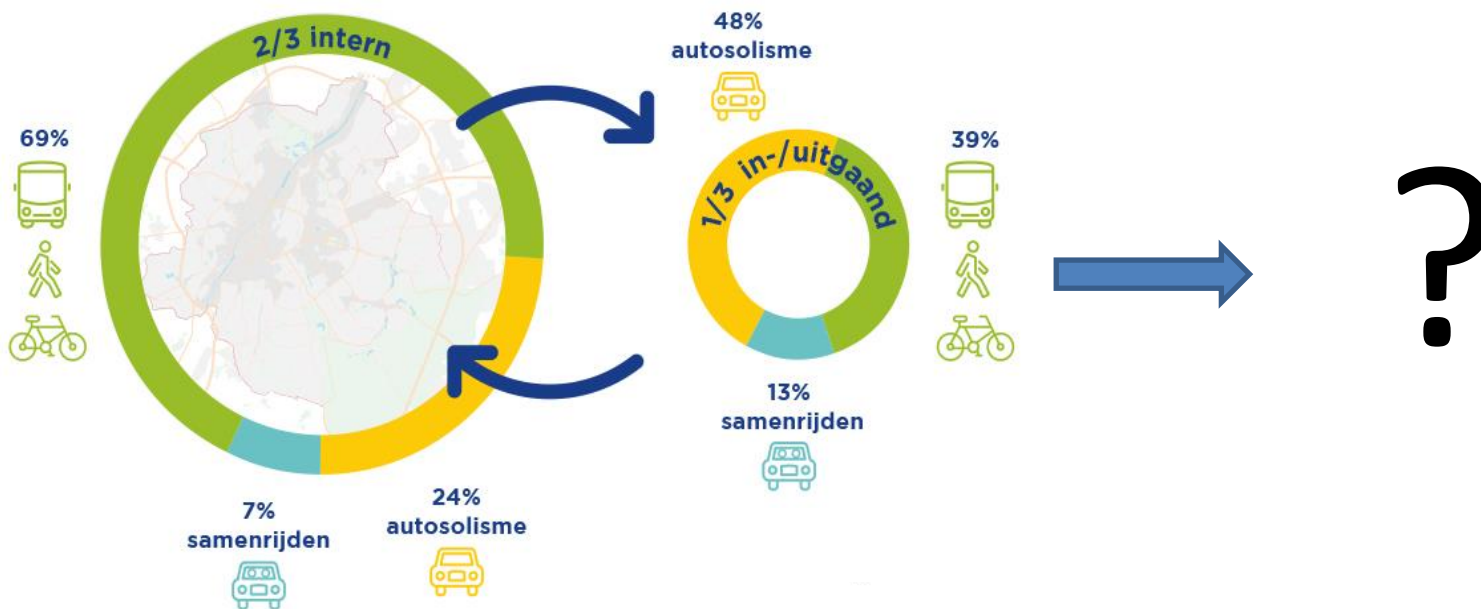 2/3 intern
69%
7%
samenrijden
24%
autosolisme
48%
autosolisme
1/3 in-/uitgaand
39%
13%
samenrijden
?